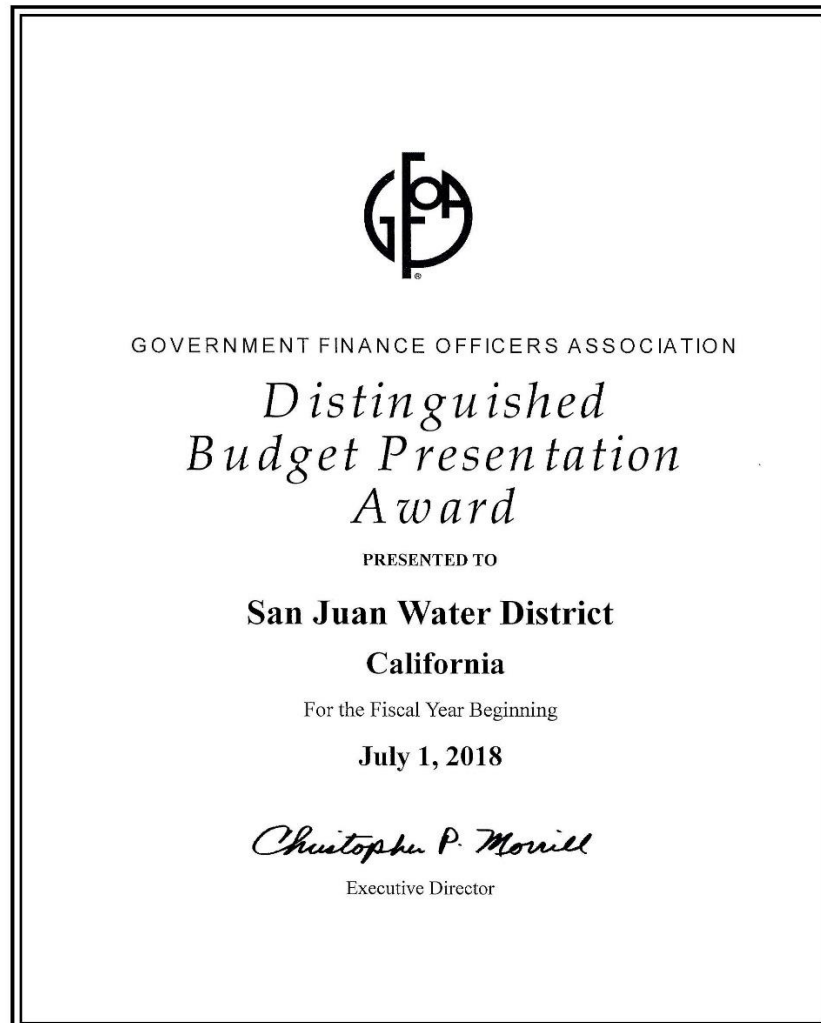 GFOA
®
GOVERNMENT FINANCE OFFICERS ASSOCIATION
Distinguished
Budget Presentation
Award
PRESENTED TO
San Juan Water District
California
For the Fiscal Year Beginning
July 1, 2018
Christopher P. Morrill
Executive Director